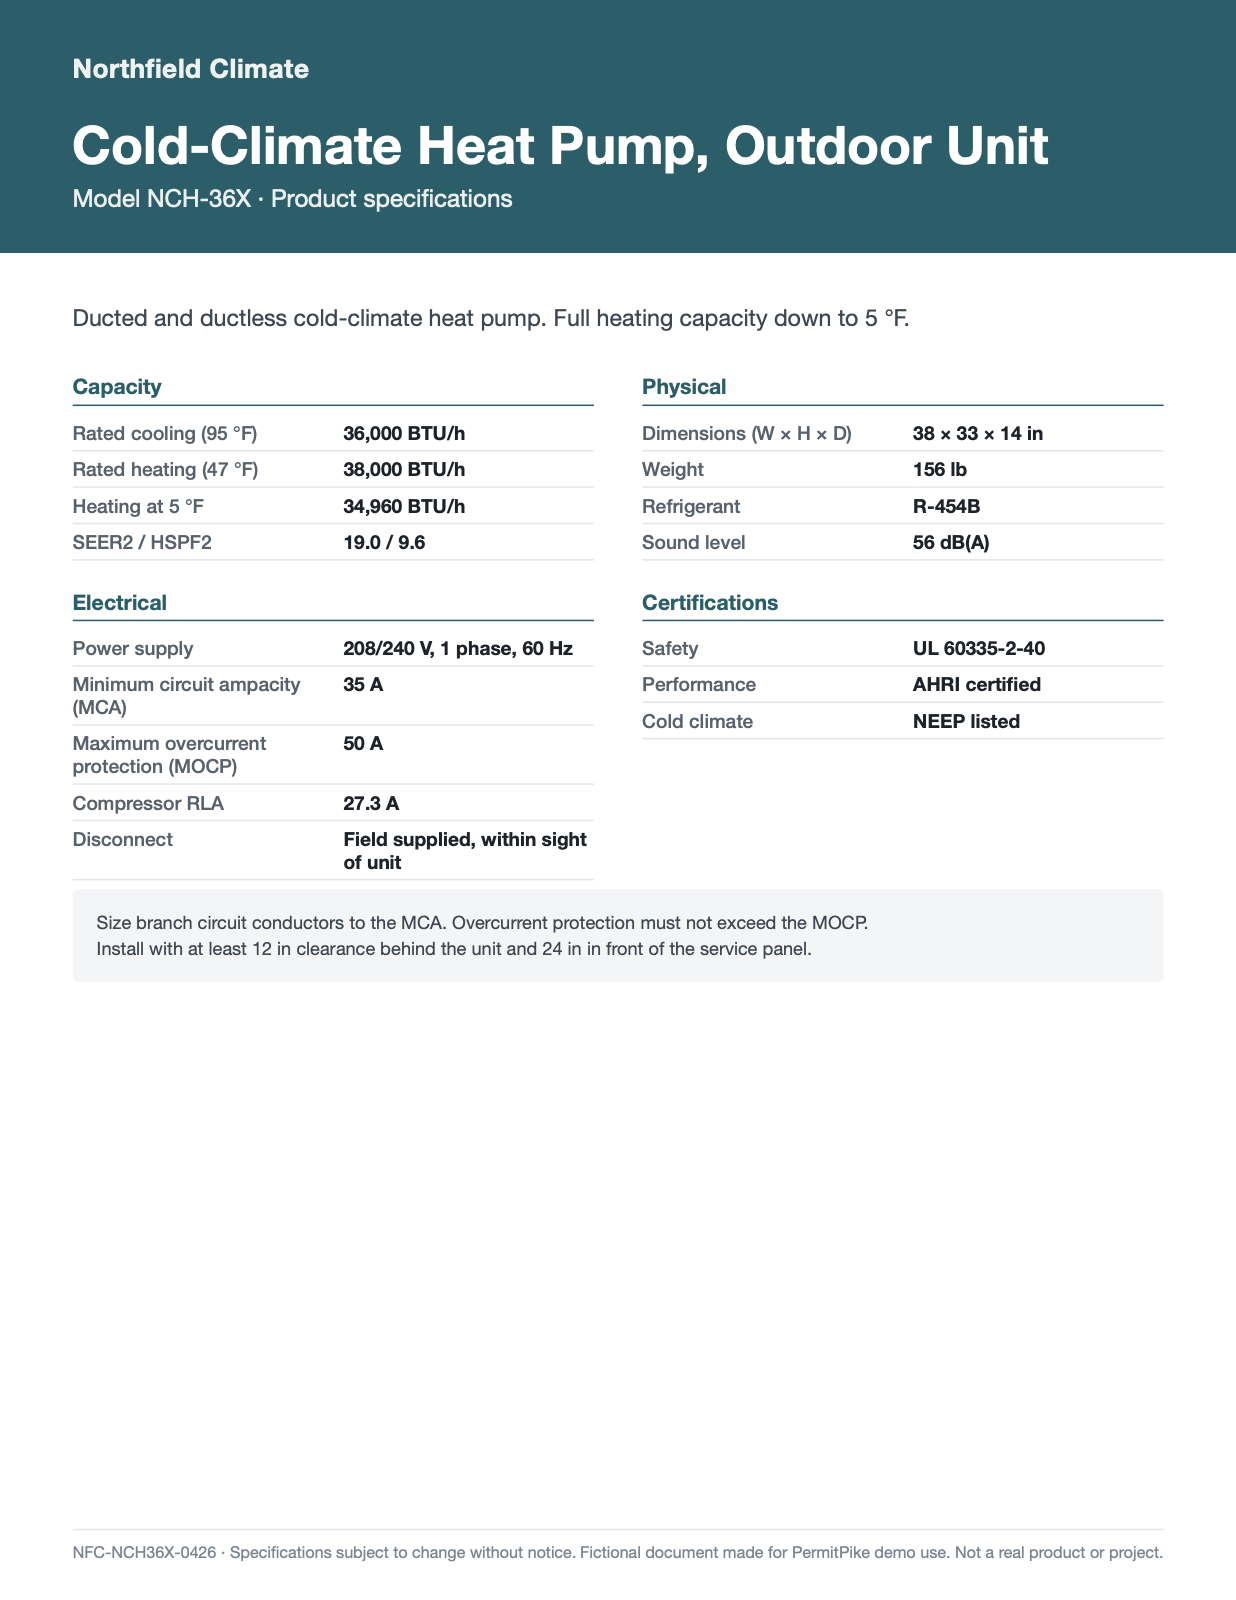 Northfield Climate
Cold-Climate Heat Pump, Outdoor Unit
Model NCH-36X · Product specifications
Ducted and ductless cold-climate heat pump. Full heating capacity down to 5 °F.
Capacity
Rated cooling (95 °F) 36,000 BTU/h
Rated heating (47 °F) 38,000 BTU/h
Heating at 5 °F 34,960 BTU/h
SEER2 / HSPF2 19.0 / 9.6
Physical
Dimensions (W × H × D) 38 × 33 × 14 in
Weight 156 lb
Refrigerant R-454B
Sound level 56 dB(A)
Electrical
Power supply 208/240 V, 1 phase, 60 Hz
Minimum circuit ampacity 35 A
(MCA)
Maximum overcurrent 50 A
protection (MOCP)
Compressor RLA 27.3 A
Disconnect Field supplied, within sight
of unit
Certifications
Safety UL 60335-2-40
Performance AHRI certified
Cold climate NEEP listed
Size branch circuit conductors to the MCA. Overcurrent protection must not exceed the MOCP.
Install with at least 12 in clearance behind the unit and 24 in in front of the service panel.
NFC-NCH36X-0426 · Specifications subject to change without notice. Fictional document made for PermitPike demo use. Not a real product or project.